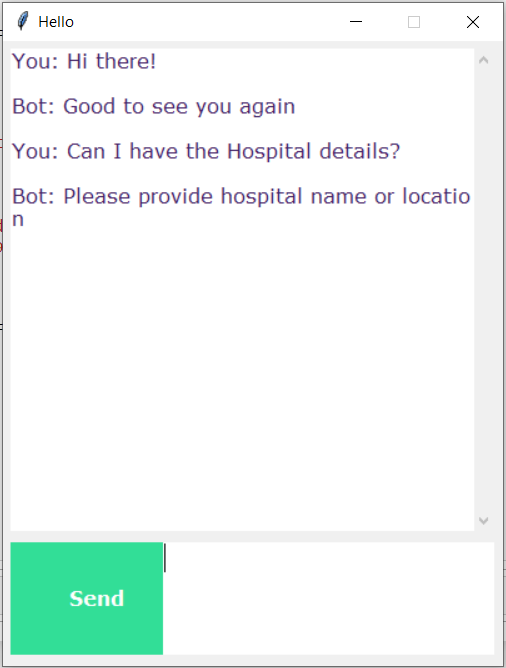 Hello
You: Hi there!
Bot: Good to see you again
You: Can I have the Hospital details?
Bot: Please provide hospital name or locatio
n
Send